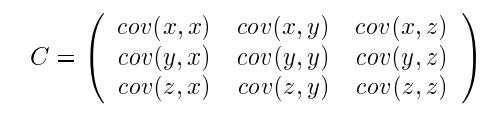 cov(x, x) cov(x, y) cov(x, z)
C = ( cov(y, x) cov(y, y) cov(y, z) )
cov(z, x) cov(z, y) cov(z, z)